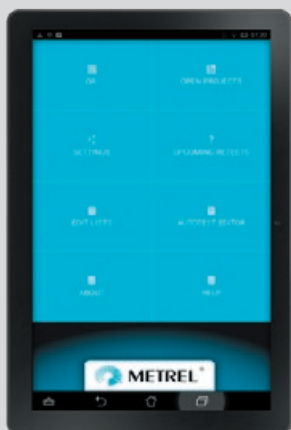 OPEN PROJECTS
SETTINGS
UPCOMING RETESTS
EDIT LISTS
AUTOTEST EDITOR
ABOUT
HELP
METREL®